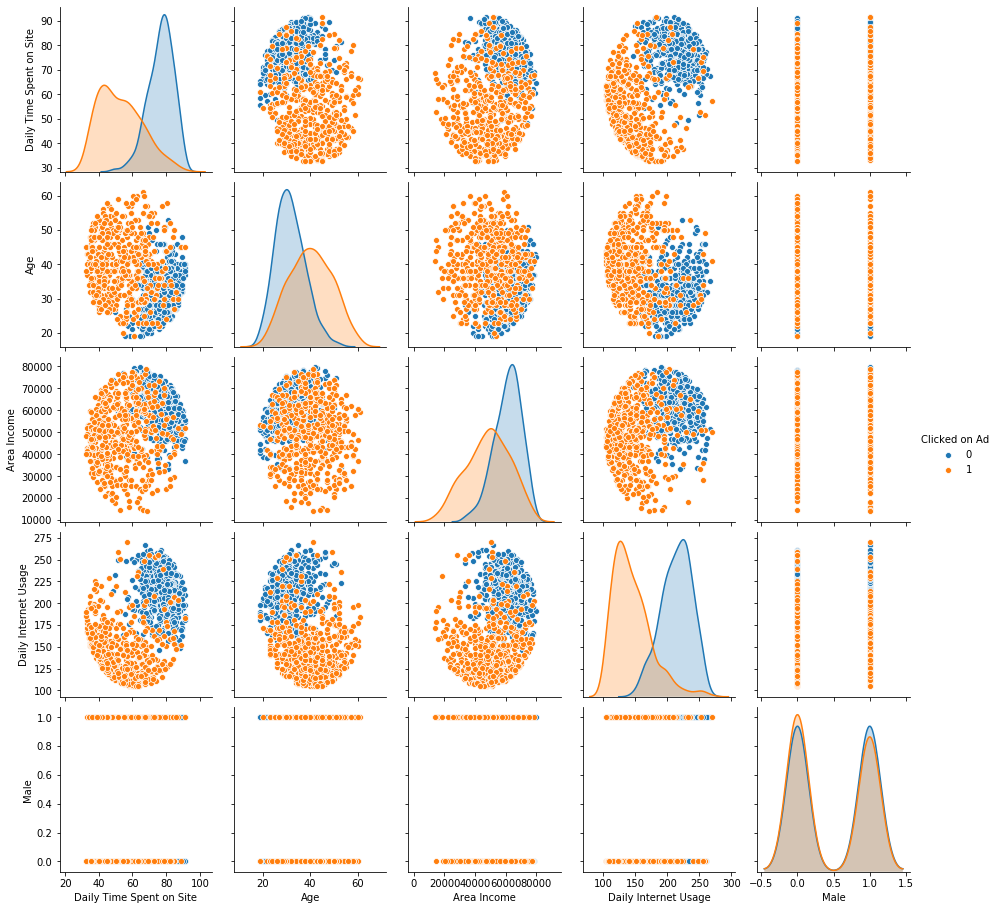 90
80
70
60
50
40
30
Daily Time Spent on Site
60
50
40
30
20
Age
80000
70000
60000
50000
40000
30000
20000
10000
Area Income
Clicked on Ad
0
1
275
250
225
200
175
150
125
100
Daily Internet Usage
1.0
0.8
0.6
0.4
0.2
0.0
Male
20 40 60 80 100
Daily Time Spent on Site
20 40 60
Age
0 20000 40000 60000 80000
Area Income
100 150 200 250 300
Daily Internet Usage
−0.5 0.0 0.5 1.0 1.5
Male